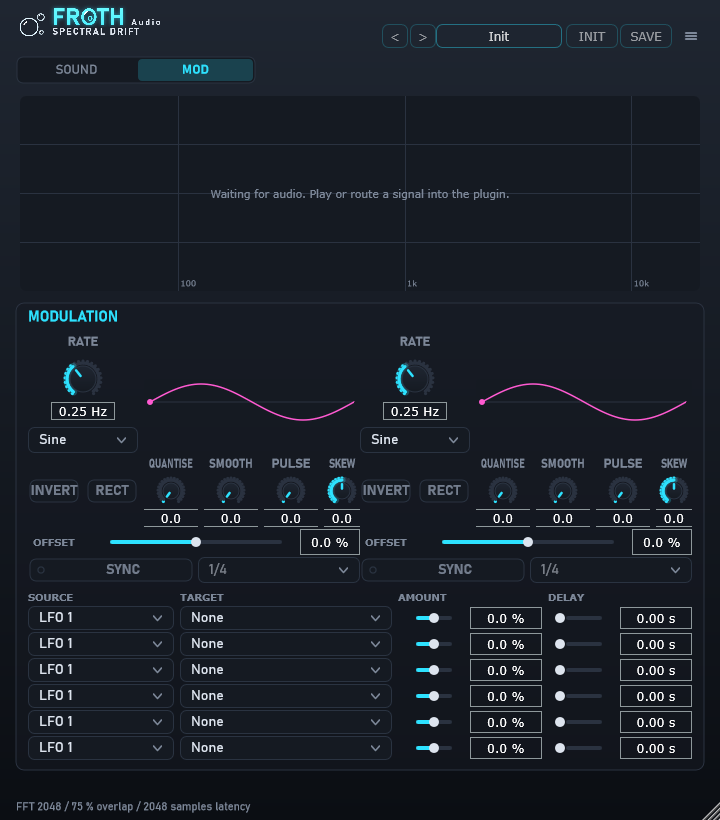 FROTH Audio
SPECTRAL DRIFT
< > Init INIT SAVE
SOUND MOD
Waiting for audio. Play or route a signal into the plugin.
100 1k 10k
MODULATION
RATE RATE
0.25 Hz 0.25 Hz
Sine Sine
QUANTISE SMOOTH PULSE SKEW QUANTISE SMOOTH PULSE SKEW
INVERT RECT INVERT RECT
0.0 0.0 0.0 0.0 0.0 0.0 0.0 0.0
OFFSET 0.0 % OFFSET 0.0 %
SYNC 1/4 SYNC 1/4
SOURCE TARGET AMOUNT DELAY
LFO 1 None 0.0 % 0.00 s
LFO 1 None 0.0 % 0.00 s
LFO 1 None 0.0 % 0.00 s
LFO 1 None 0.0 % 0.00 s
LFO 1 None 0.0 % 0.00 s
LFO 1 None 0.0 % 0.00 s
FFT 2048 / 75 % overlap / 2048 samples latency